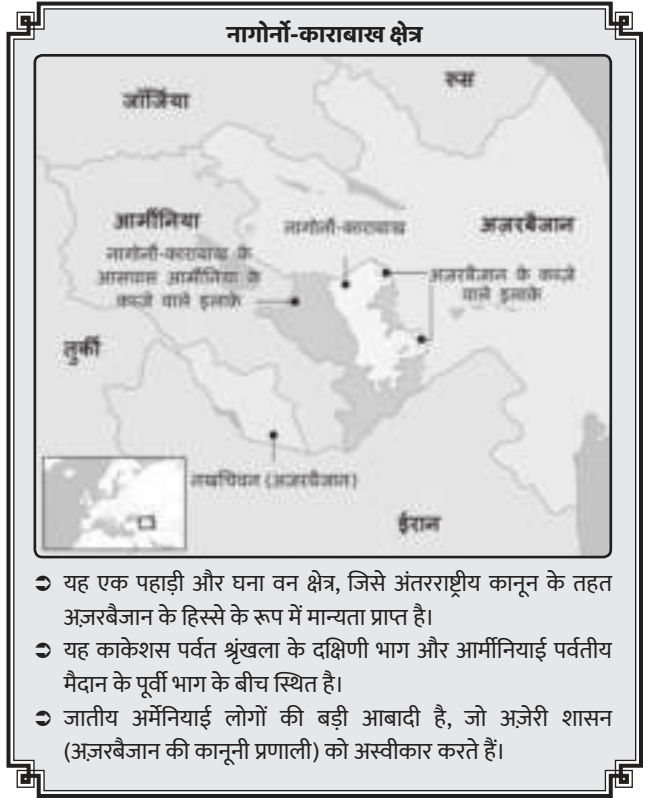 नागोर्नो-काराबाख क्षेत्र
रूस
जॉर्जिया
आर्मीनिया
नागोर्नो-काराबाख
अज़रबैजान
नागोर्नो-काराबाख के
आसपास आर्मीनिया के
कब्ज़े वाले इलाके
अज़रबैजान के कब्ज़े
वाले इलाके
तुर्की
नखचिवन (अज़रबैजान)
ईरान
➲ यह एक पहाड़ी और घना वन क्षेत्र, जिसे अंतरराष्ट्रीय कानून के तहत
अज़रबैजान के हिस्से के रूप में मान्यता प्राप्त है।
➲ यह काकेशस पर्वत श्रृंखला के दक्षिणी भाग और आर्मीनियाई पर्वतीय
मैदान के पूर्वी भाग के बीच स्थित है।
➲ जातीय अर्मेनियाई लोगों की बड़ी आबादी है, जो अज़ेरी शासन
(अज़रबैजान की कानूनी प्रणाली) को अस्वीकार करते हैं।